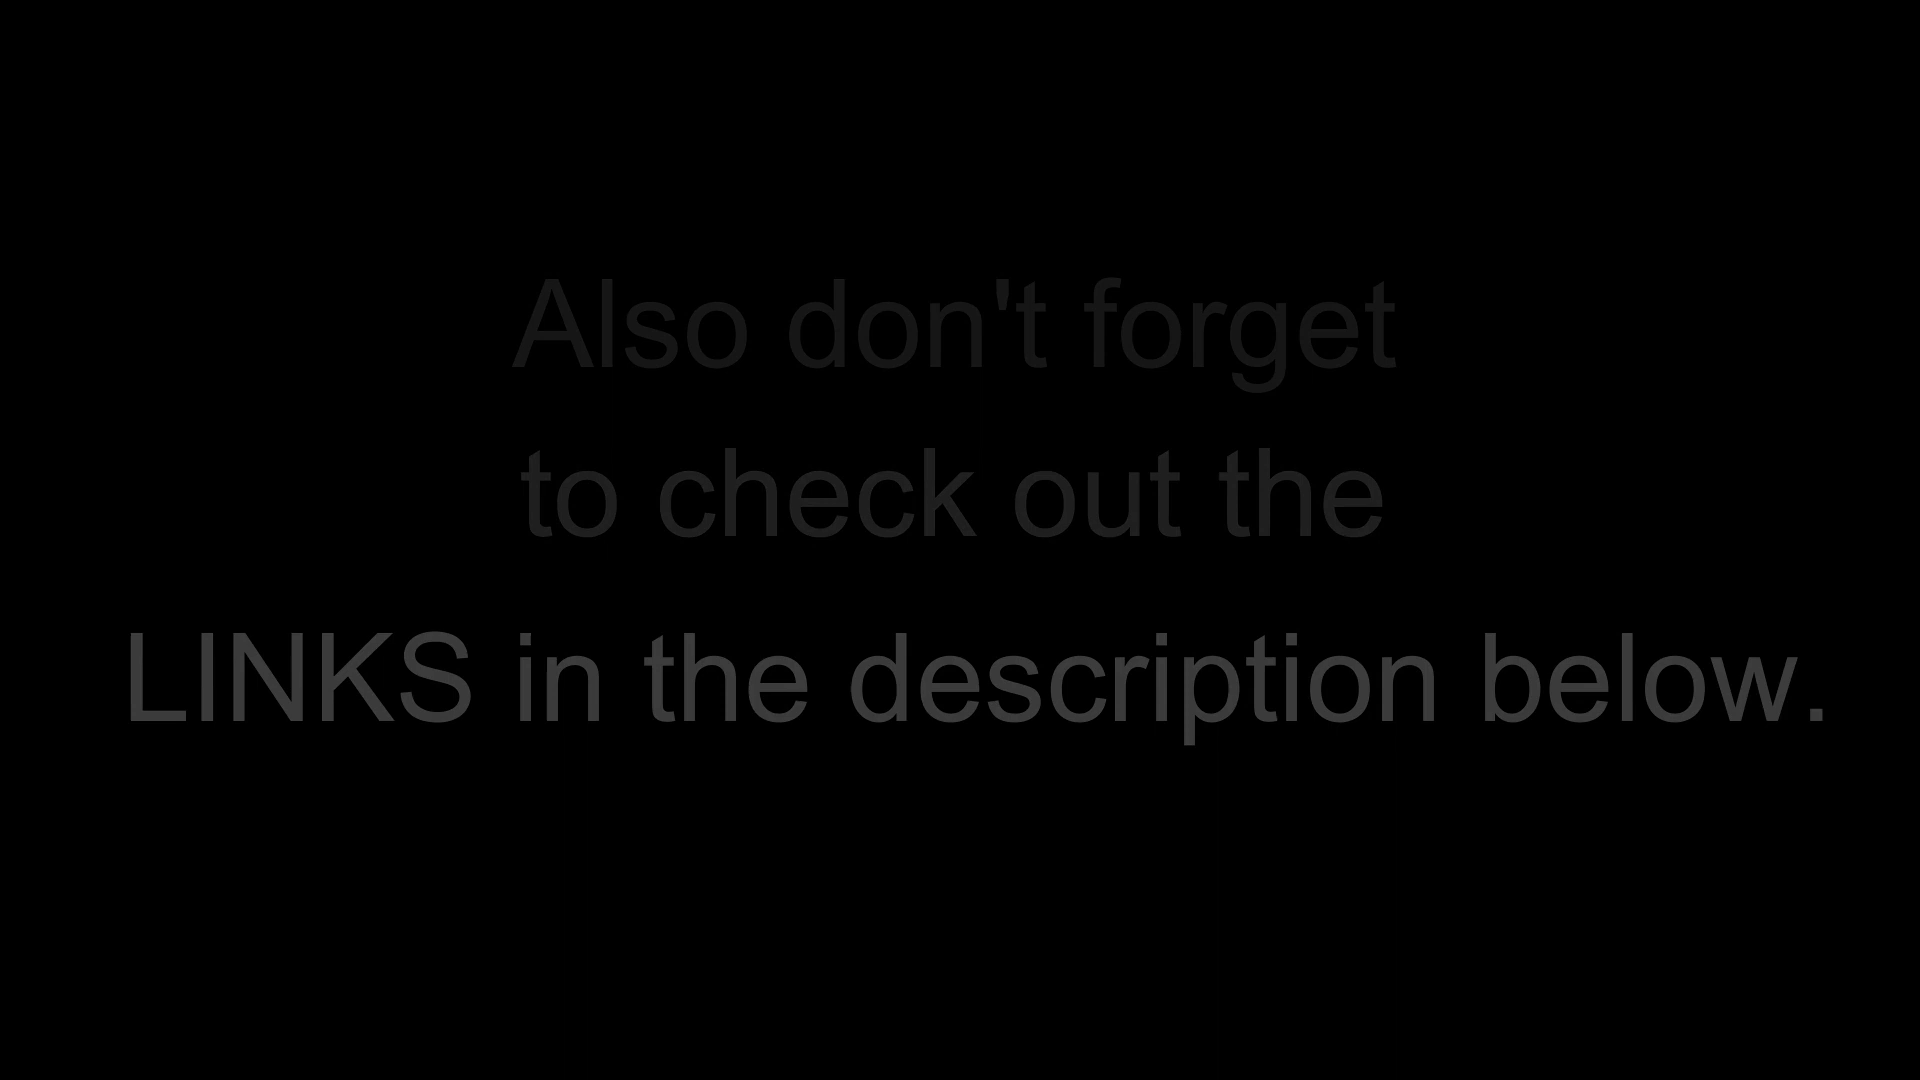 Also don't forget
to check out the
LINKS in the description below.